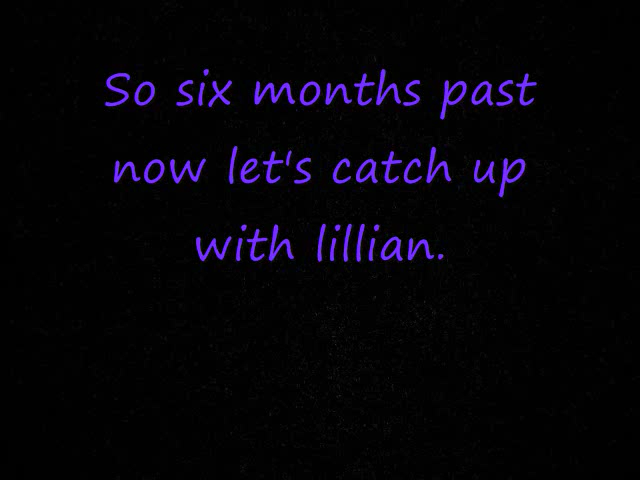 So six months past
now let's catch up
with lillian.